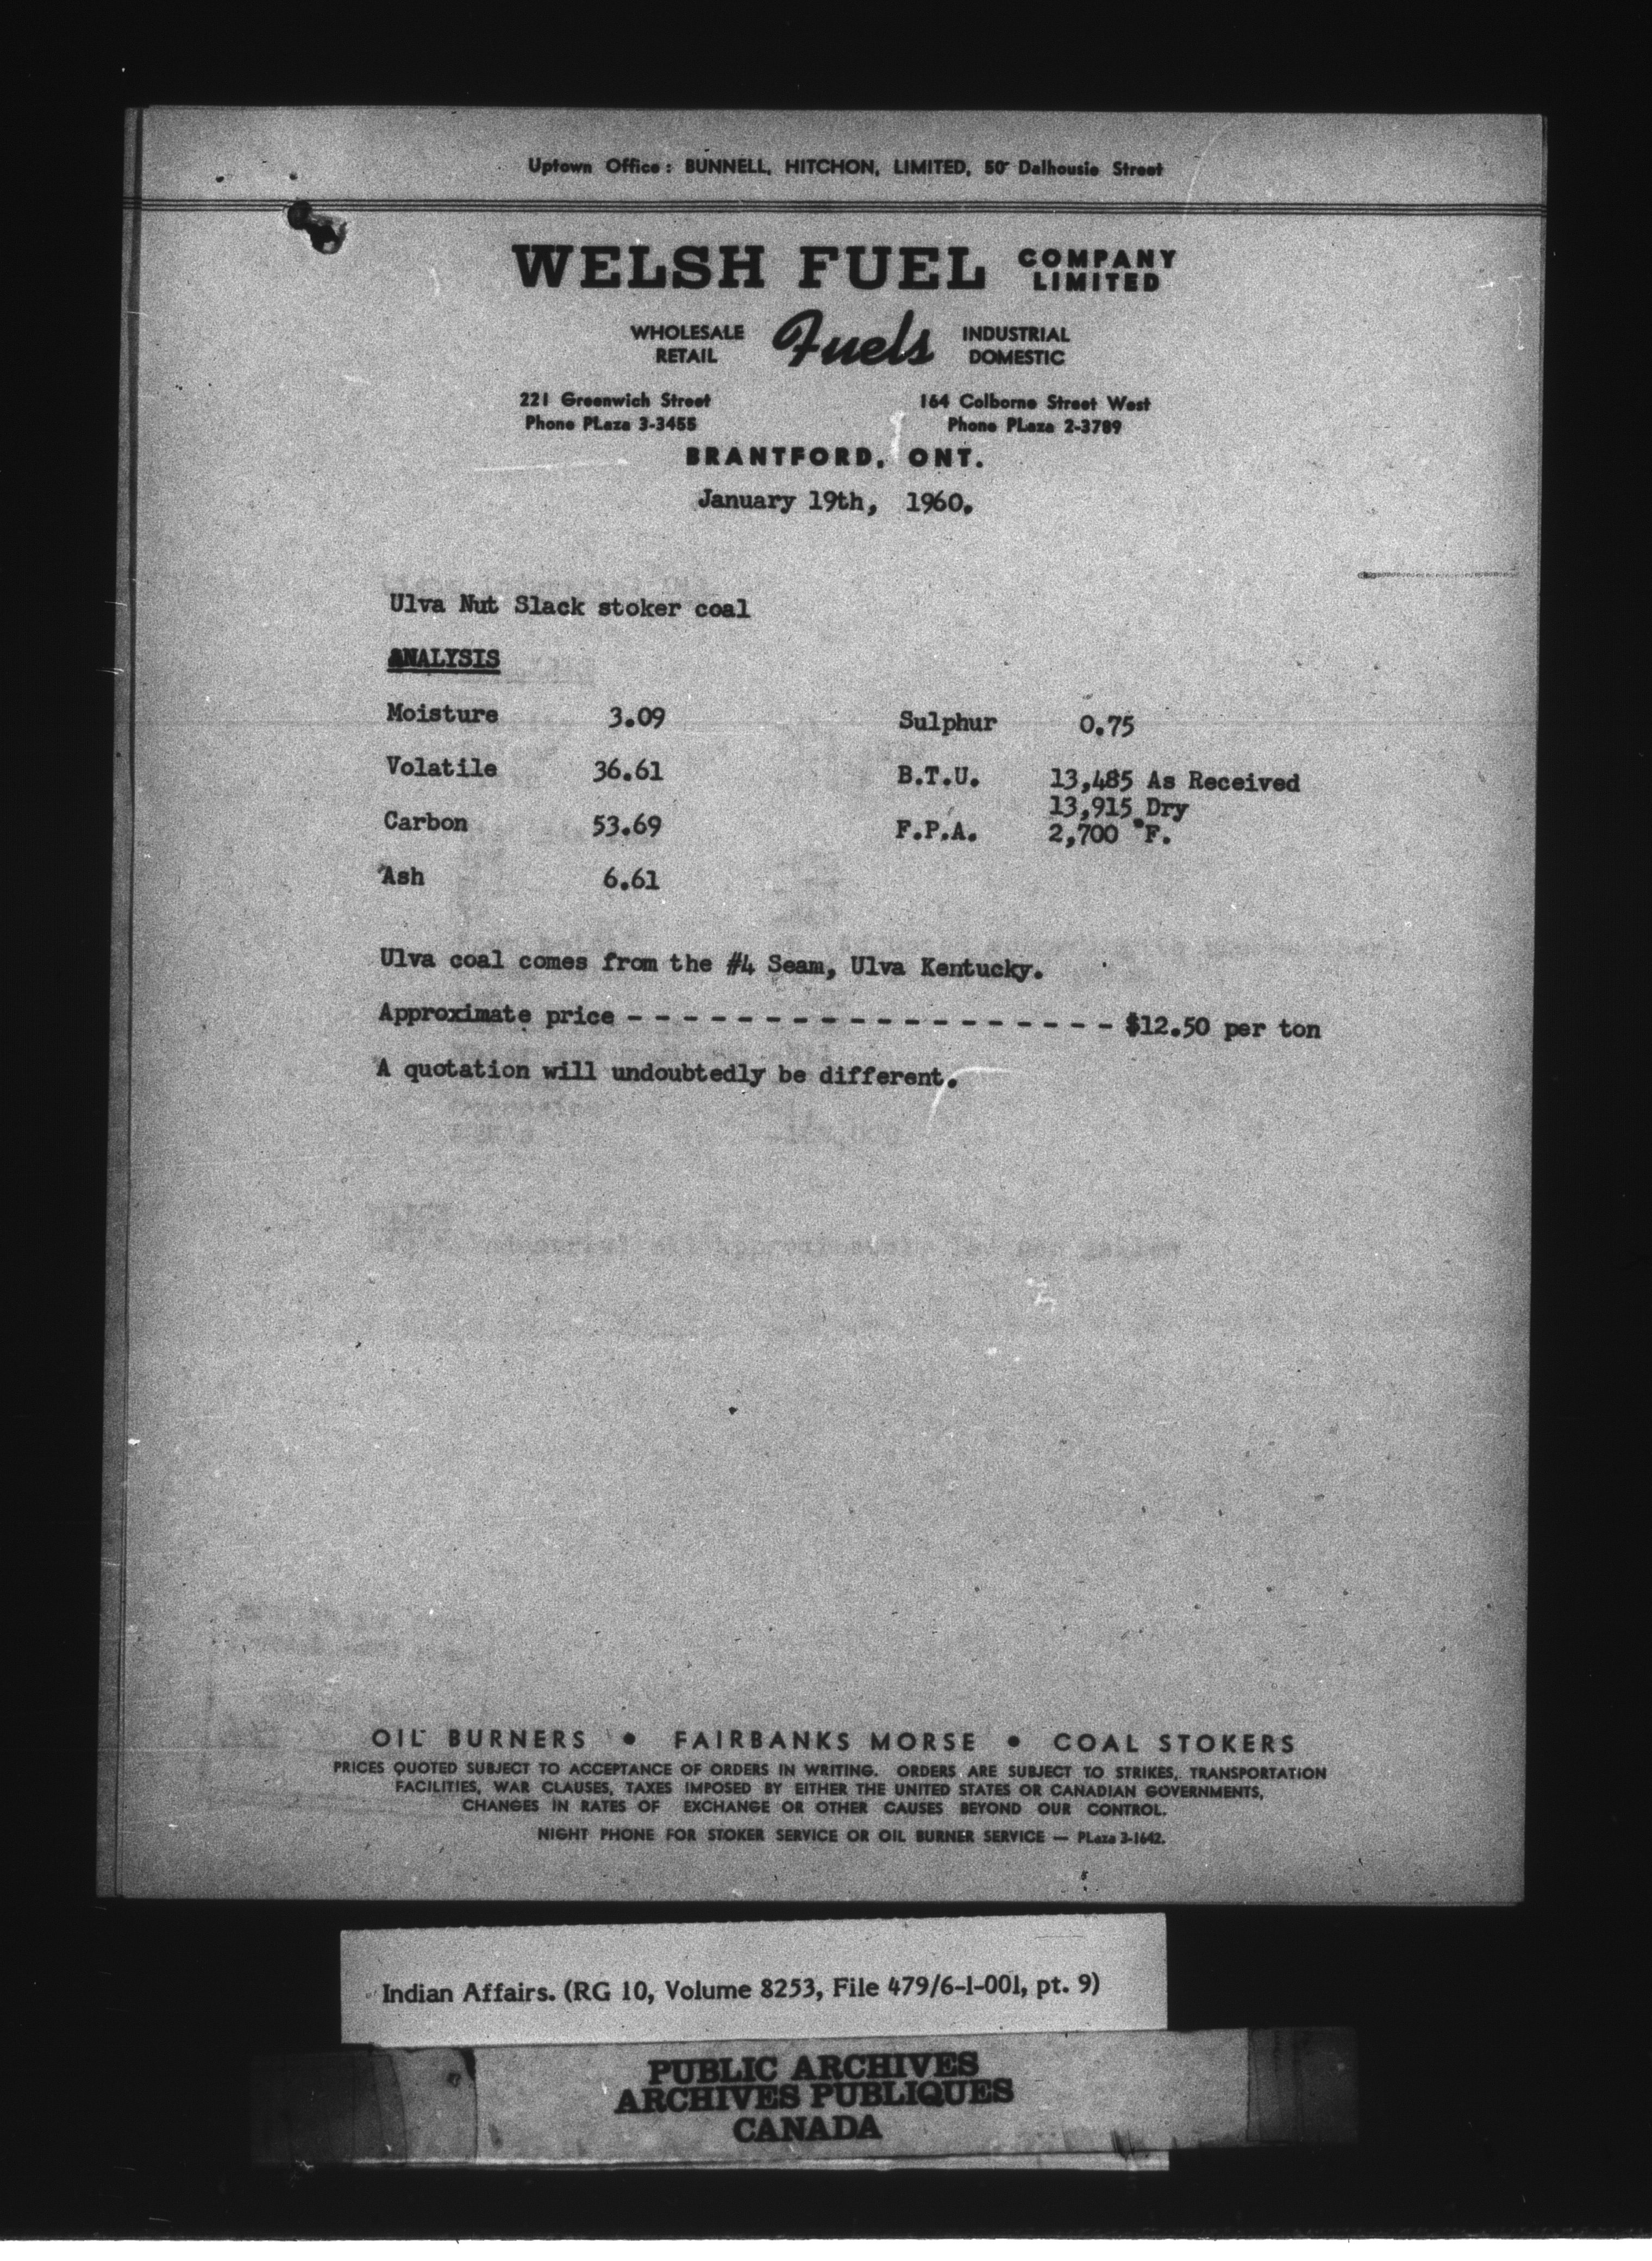 Uptown Office: BUNNELL, HITCHON, LIMITED, 50 Dalhousie Street
WELSH FUEL COMPANY LIMITED
WHOLESALE RETAIL Fuels INDUSTRIAL DOMESTIC
221 Greenwich Street 164 Colborne Street West
Phone PLaza 3-3455 Phone PLaza 2-3789
BRANTFORD, ONT.
January 19th, 1960.
Ulva Nut Slack stoker coal
ANALYSIS
Moisture 3.09 Sulphur 0.75
Volatile 36.61 B.T.U. 13,485 As Received
13,915 Dry
Carbon 53.69 F.P.A. 2,700 °F.
Ash 6.61
Ulva coal comes from the #4 Seam, Ulva Kentucky.
Approximate price - - - - - - - - - - - - - - - - - - $12.50 per ton
A quotation will undoubtedly be different.
OIL BURNERS • FAIRBANKS MORSE • COAL STOKERS
PRICES QUOTED SUBJECT TO ACCEPTANCE OF ORDERS IN WRITING. ORDERS ARE SUBJECT TO STRIKES, TRANSPORTATION
FACILITIES, WAR CLAUSES, TAXES IMPOSED BY EITHER THE UNITED STATES OR CANADIAN GOVERNMENTS,
CHANGES IN RATES OF EXCHANGE OR OTHER CAUSES BEYOND OUR CONTROL.
NIGHT PHONE FOR STOKER SERVICE OR OIL BURNER SERVICE — PLaza 3-1642.
Indian Affairs. (RG 10, Volume 8253, File 479/6-1-001, pt. 9)
PUBLIC ARCHIVES
ARCHIVES PUBLIQUES
CANADA